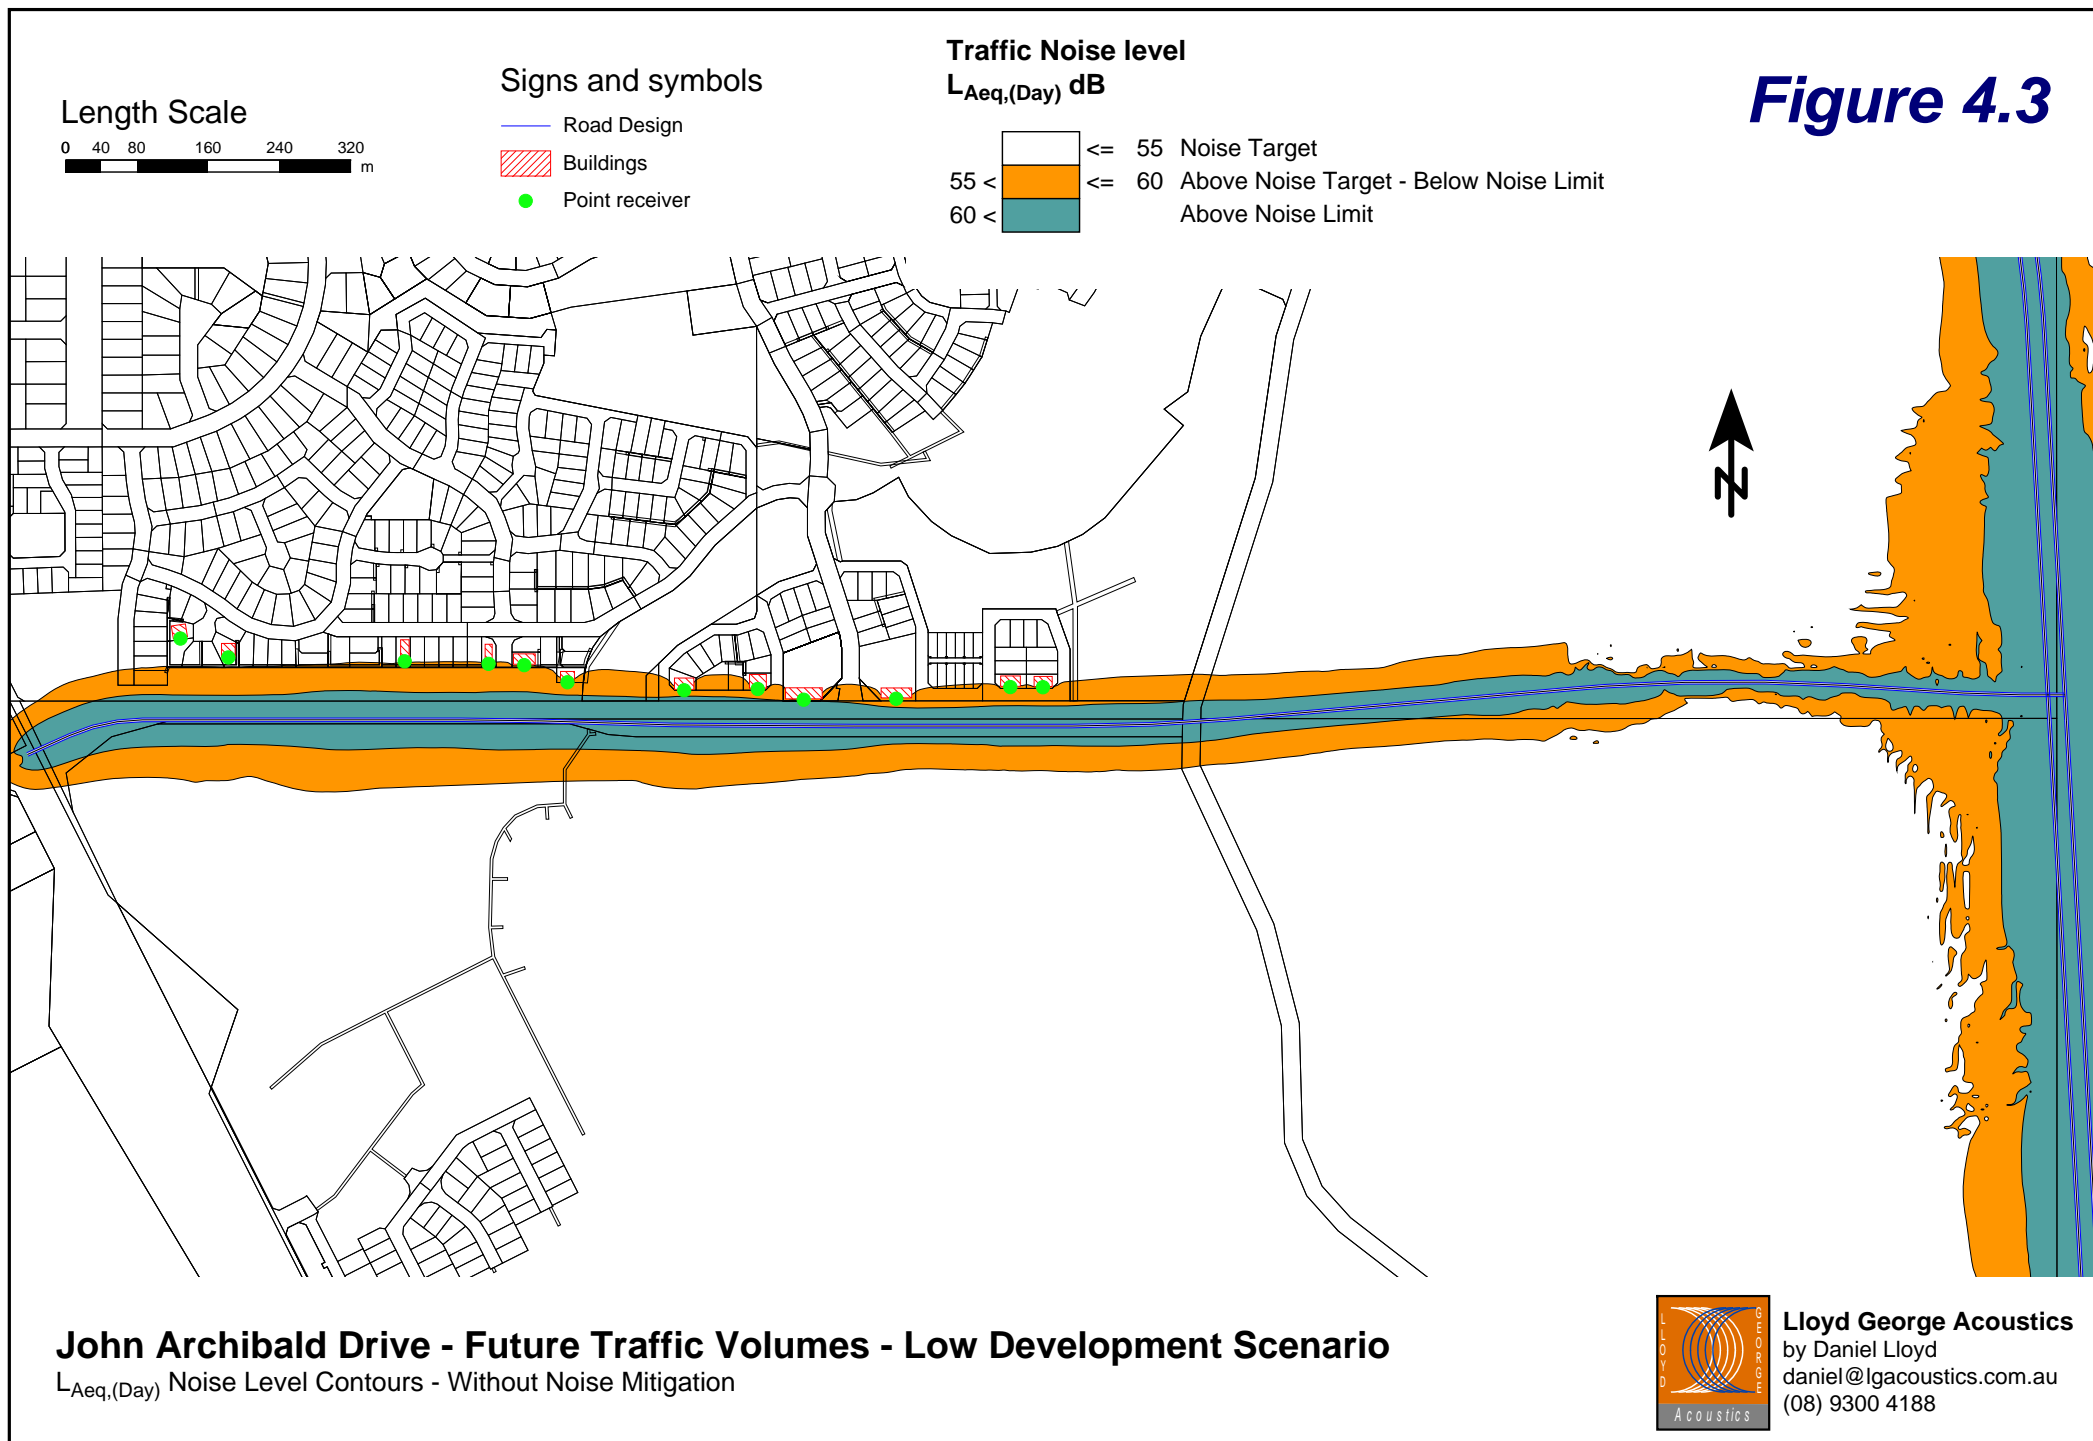 Figure 4.3
Length Scale
0 40 80 160 240 320
m
Signs and symbols
Road Design
Buildings
Point receiver
Traffic Noise level
LAeq,(Day) dB
<= 55 Noise Target
55 < <= 60 Above Noise Target - Below Noise Limit
60 < Above Noise Limit
N
John Archibald Drive - Future Traffic Volumes - Low Development Scenario
LAeq,(Day) Noise Level Contours - Without Noise Mitigation
LLOYD
GEORGE
Acoustics
Lloyd George Acoustics
by Daniel Lloyd
daniel@lgacoustics.com.au
(08) 9300 4188